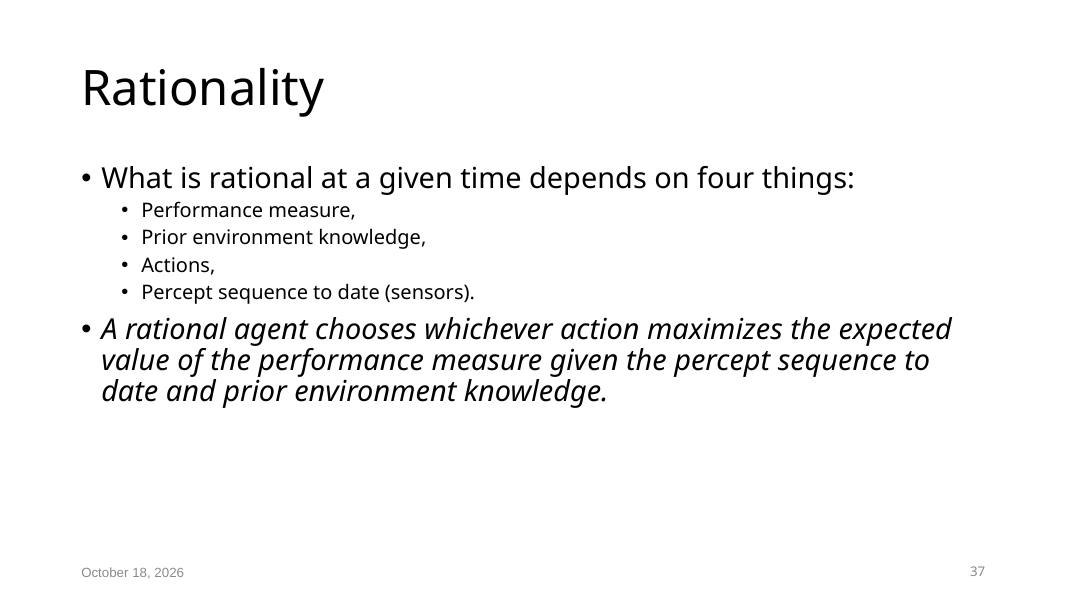 Rationality
• What is rational at a given time depends on four things:
• Performance measure,
• Prior environment knowledge,
• Actions,
• Percept sequence to date (sensors).
• A rational agent chooses whichever action maximizes the expected
value of the performance measure given the percept sequence to
date and prior environment knowledge.
October 18, 2026
37